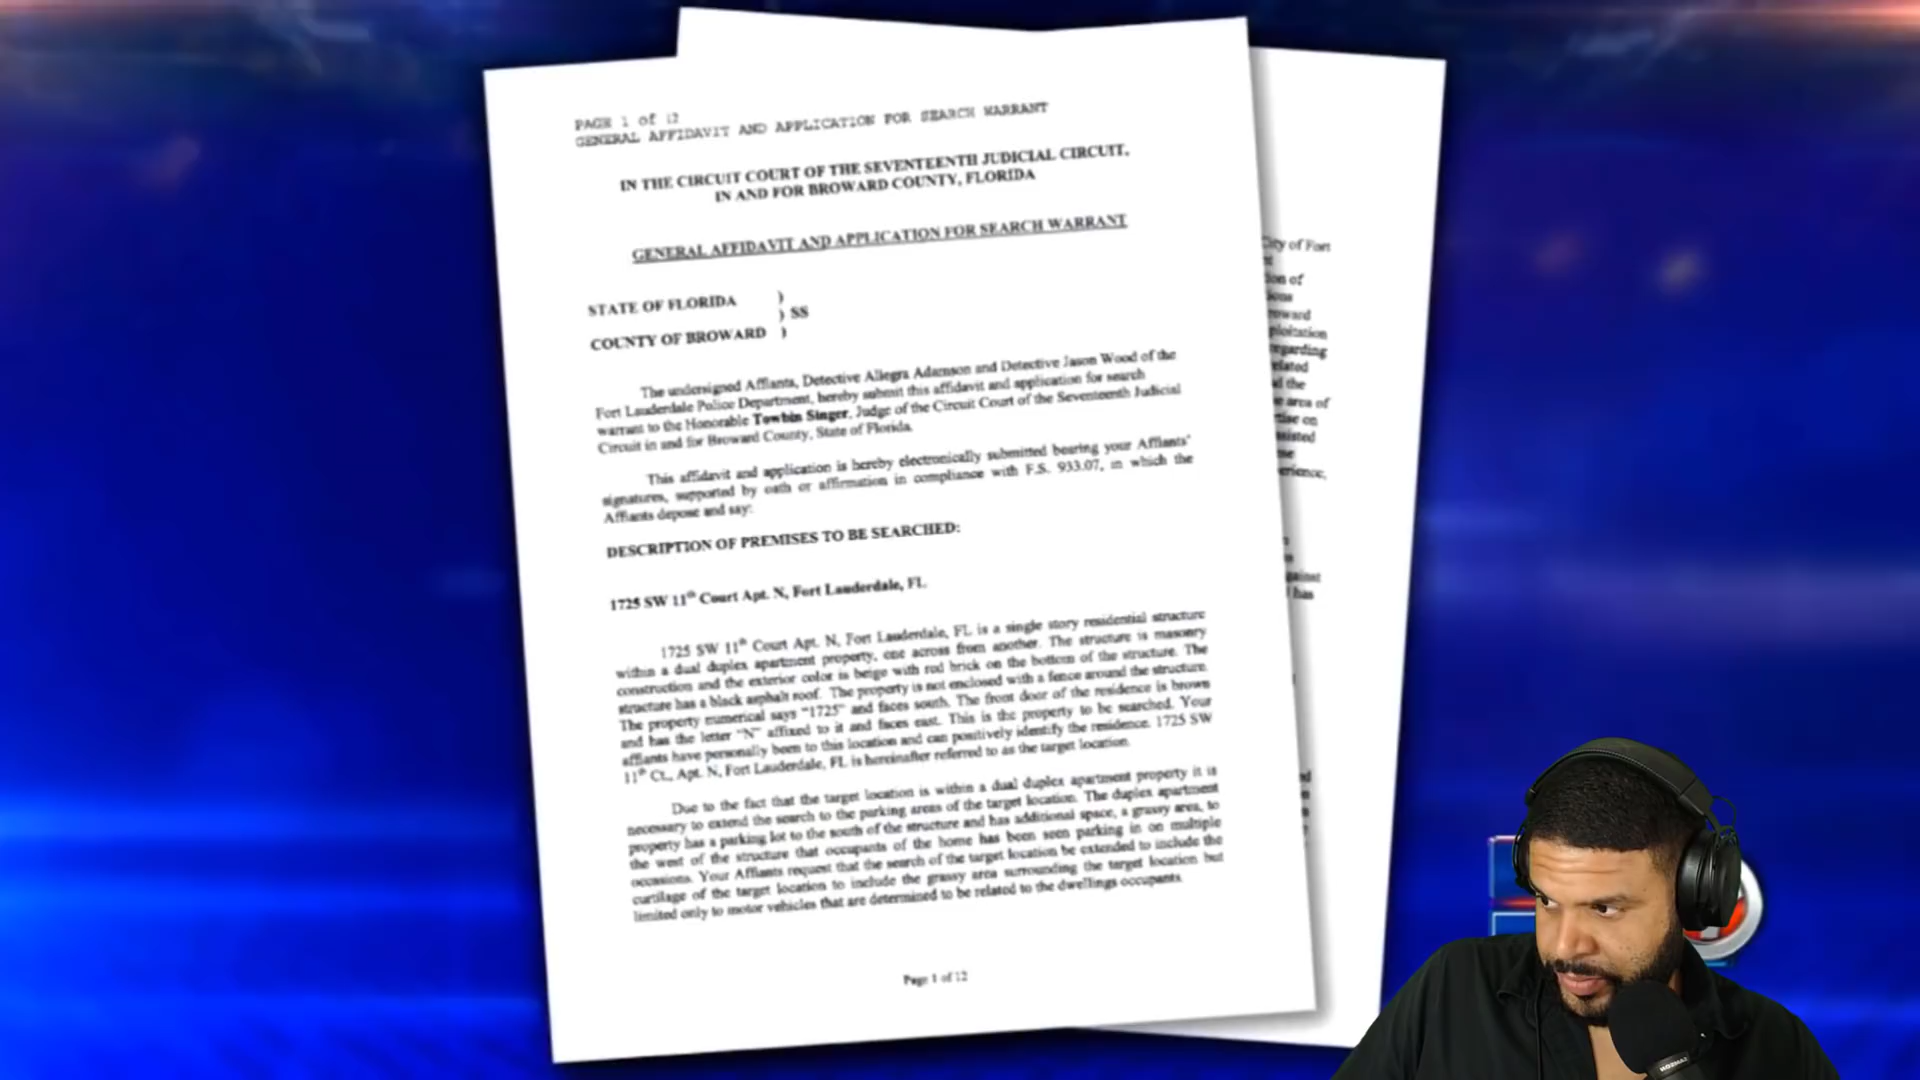 PAGE 1 of 12
GENERAL AFFIDAVIT AND APPLICATION FOR SEARCH WARRANT
IN THE CIRCUIT COURT OF THE SEVENTEENTH JUDICIAL CIRCUIT,
IN AND FOR BROWARD COUNTY, FLORIDA
GENERAL AFFIDAVIT AND APPLICATION FOR SEARCH WARRANT
STATE OF FLORIDA )
) SS
COUNTY OF BROWARD )
The undersigned Affiants, Detective Allegra Adamson and Detective Jason Wood of the
Fort Lauderdale Police Department, hereby submit this affidavit and application for search
warrant to the Honorable Towbin Singer, Judge of the Circuit Court of the Seventeenth Judicial
Circuit in and for Broward County, State of Florida.
This affidavit and application is hereby electronically submitted bearing your Affiants'
signatures, supported by oath or affirmation in compliance with F.S. 933.07, in which the
Affiants depose and say:
DESCRIPTION OF PREMISES TO BE SEARCHED:
1725 SW 11th Court Apt. N, Fort Lauderdale, FL
1725 SW 11th Court Apt. N, Fort Lauderdale, FL is a single story residential structure
within a dual duplex apartment property, one across from another. The structure is masonry
construction and the exterior color is beige with red brick on the bottom of the structure. The
structure has a black asphalt roof. The property is not enclosed with a fence around the structure.
The property numerical says "1725" and faces south. The front door of the residence is brown
and has the letter "N" affixed to it and faces east. This is the property to be searched. Your
affiants have personally been to this location and can positively identify the residence. 1725 SW
11th Ct., Apt. N, Fort Lauderdale, FL is hereinafter referred to as the target location.
Due to the fact that the target location is within a dual duplex apartment property it is
necessary to extend the search to the parking areas of the target location. The duplex apartment
property has a parking lot to the south of the structure and has additional space, a grassy area, to
the west of the structure that occupants of the home has been seen parking in on multiple
occasions. Your Affiants request that the search of the target location be extended to include the
curtilage of the target location to include the grassy area surrounding the target location but
limited only to motor vehicles that are determined to be related to the dwellings occupants.
Page 1 of 12
City of Fort
ion of
regarding
d the
area of
on
against
has